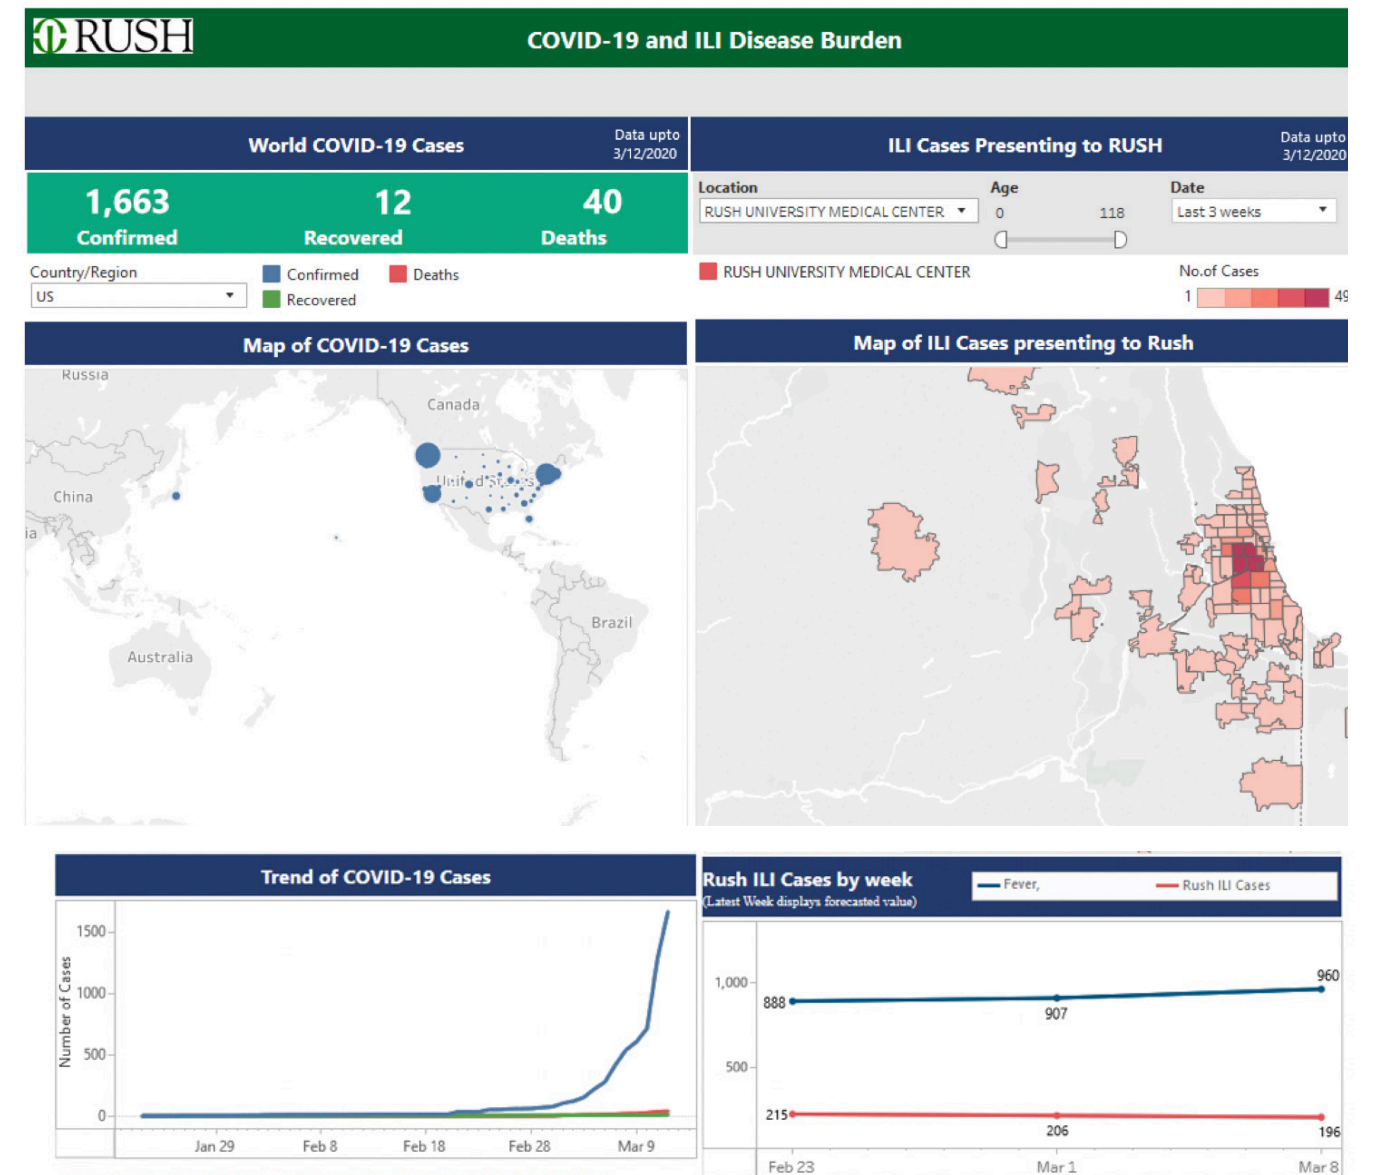 RUSH
COVID-19 and ILI Disease Burden
World COVID-19 Cases
Data upto
3/12/2020
1,663
12
40
Confirmed
Recovered
Deaths
Country/Region
US
Confirmed
Deaths
Recovered
Map of COVID-19 Cases
Russia
Canada
China
United States
ia
Brazil
Australia
ILI Cases Presenting to RUSH
Data upto
3/12/2020
Location
Age
Date
RUSH UNIVERSITY MEDICAL CENTER
0
118
Last 3 weeks
RUSH UNIVERSITY MEDICAL CENTER
No.of Cases
1
49
Map of ILI Cases presenting to Rush
Trend of COVID-19 Cases
Number of Cases
1500
1000
500
0
Jan 29
Feb 8
Feb 18
Feb 28
Mar 9
Rush ILI Cases by week
(Latest Week displays forecasted value)
Fever,
Rush ILI Cases
1,000
500
888
907
960
215
206
196
Feb 23
Mar 1
Mar 8